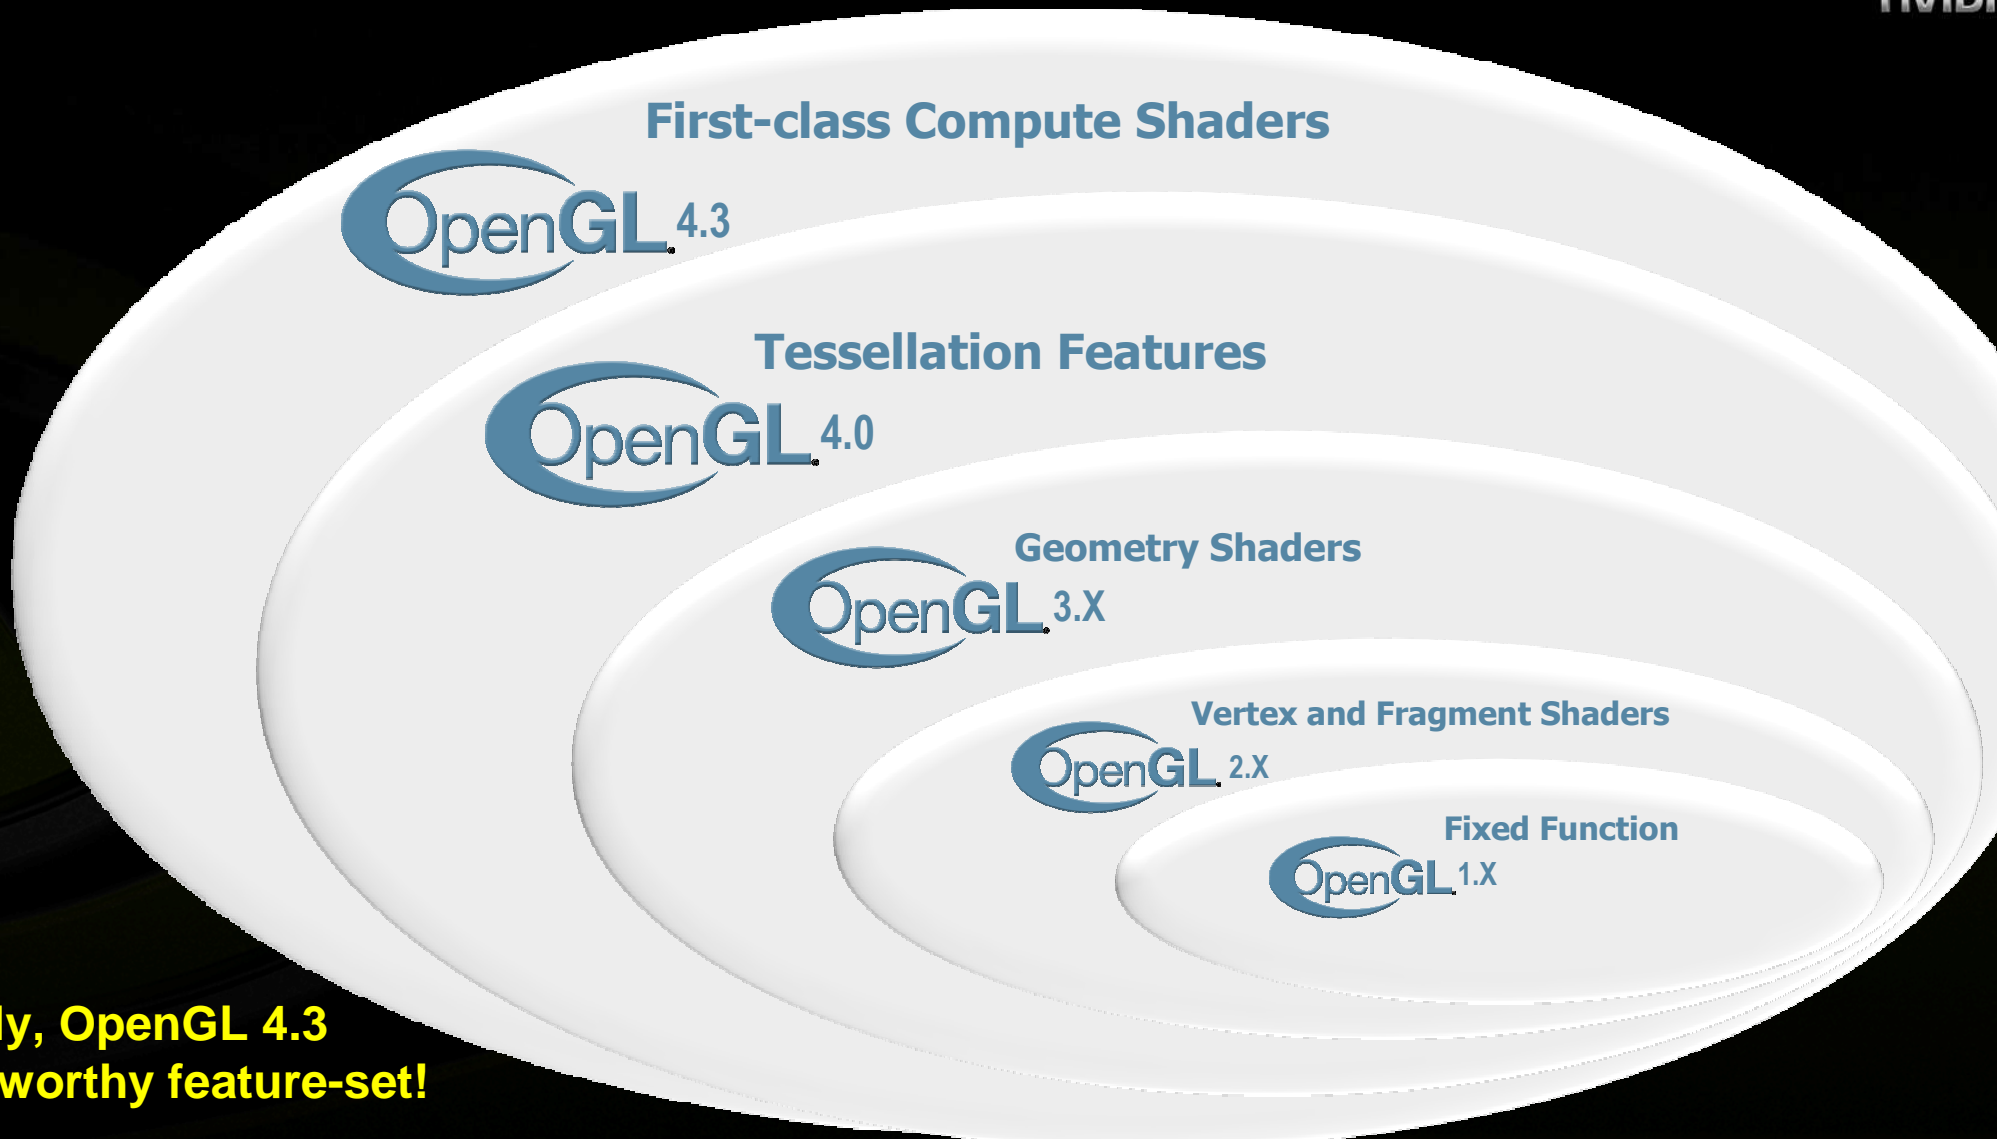 First-class Compute Shaders
OpenGL 4.3
Tessellation Features
OpenGL 4.0
Geometry Shaders
OpenGL 3.X
Vertex and Fragment Shaders
OpenGL 2.X
Fixed Function
OpenGL 1.X
ly, OpenGL 4.3
worthy feature-set!